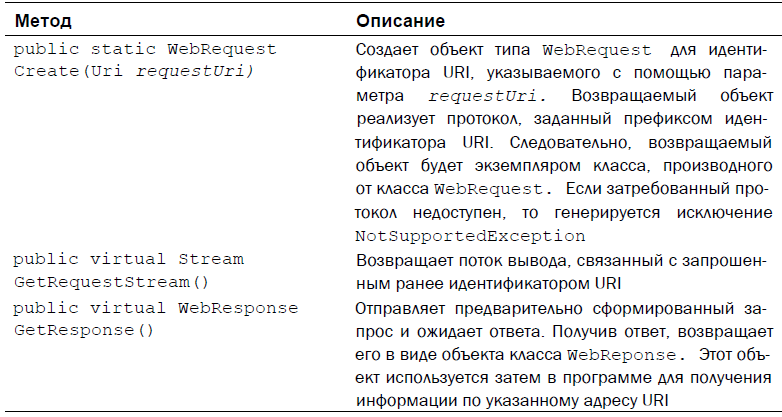 Метод Описание
public static WebRequest
Create(Uri requestUri)
Создает объект типа WebRequest для иденти-
фикатора URI, указываемого с помощью пара-
метра requestUri. Возвращаемый объект
реализует протокол, заданный префиксом иден-
тификатора URI. Следовательно, возвращаемый
объект будет экземпляром класса, производного
от класса WebRequest. Если затребованный про-
токол недоступен, то генерируется исключение
NotSupportedException
public virtual Stream
GetRequestStream()
Возвращает поток вывода, связанный с запрошен-
ным ранее идентификатором URI
public virtual WebResponse
GetResponse()
Отправляет предварительно сформированный за-
прос и ожидает ответа. Получив ответ, возвращает
его в виде объекта класса WebReponse. Этот объ-
ект используется затем в программе для получения
информации по указанному адресу URI